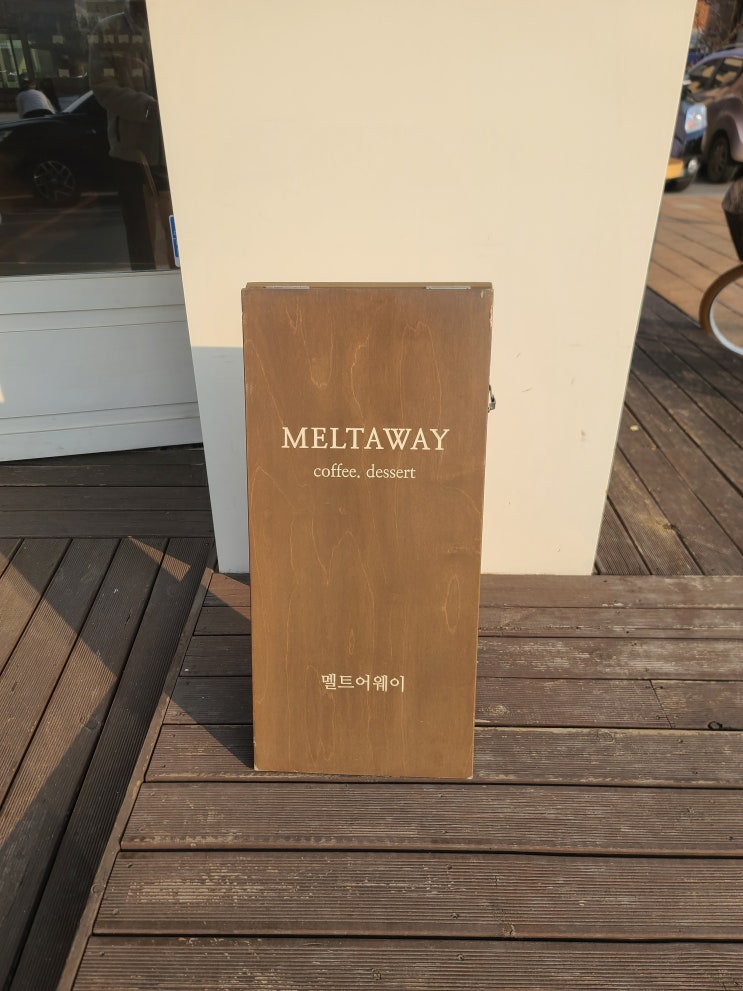 MELTAWAY
coffee. dessert
멜트어웨이